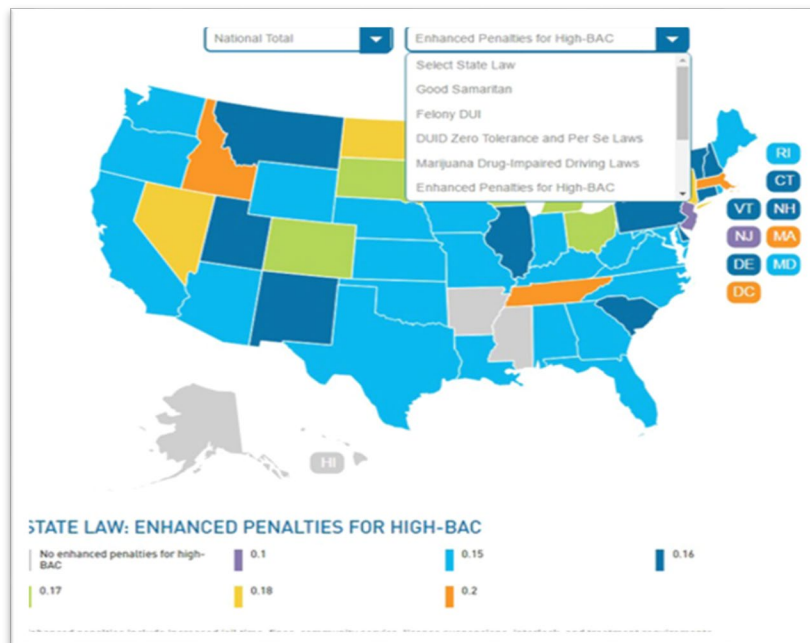 National Total
Enhanced Penalties for High-BAC
Select State Law
Good Samaritan
Felony DUI
DUID Zero Tolerance and Per Se Laws
Marijuana Drug-Impaired Driving Laws
Enhanced Penalties for High-BAC
RI
CT
VT NH
NJ MA
DE MD
DC
HI
STATE LAW: ENHANCED PENALTIES FOR HIGH-BAC
No enhanced penalties for high-
BAC
0.1
0.15
0.16
0.17
0.18
0.2